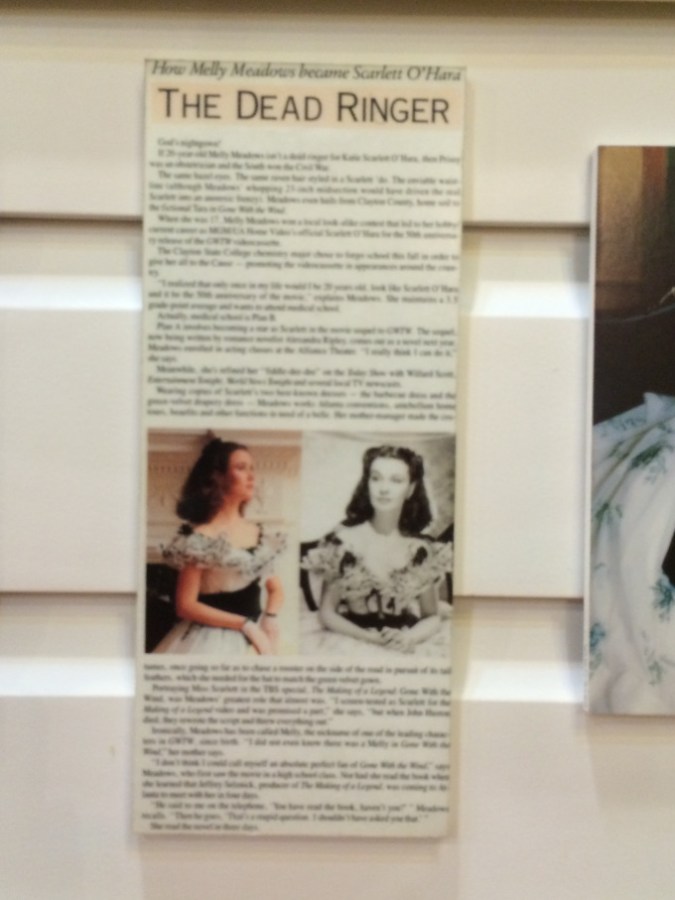 How Melly Meadows became Scarlett O'Hara
THE DEAD RINGER
God's nightgown!
If 20-year-old Melly Meadows isn't a dead ringer for Katie Scarlett O'Hara, then Prissy
was an obstetrician and the South won the Civil War.
The same hazel eyes. The same raven hair styled in a Scarlett 'do. The enviable waist-
line (although Meadows' whopping 23-inch midsection would have driven the real
Scarlett into an anorexic frenzy). Meadows even hails from Clayton County, home soil to
the fictional Tara in Gone With the Wind.
When she was 17, Melly Meadows won a local look-alike contest that led to her hobby/
current career as MGM/UA Home Video's official Scarlett O'Hara for the 50th anniversa-
ry release of the GWTW videocassette.
The Clayton State College chemistry major chose to forgo school this fall in order to
give her all to the Cause — promoting the videocassette in appearances around the coun-
try.
"I realized that only once in my life would I be 20 years old, look like Scarlett O'Hara
and it be the 50th anniversary of the movie," explains Meadows. She maintains a 3.5
grade-point average and wants to attend medical school.
Actually, medical school is Plan B.
Plan A involves becoming a star as Scarlett in the movie sequel to GWTW. The sequel,
now being written by romance novelist Alexandra Ripley, comes out as a novel next year.
Meadows enrolled in acting classes at the Alliance Theater. "I really think I can do it,"
she says.
Meanwhile, she's refined her "fiddle-dee-dee" on the Today Show with Willard Scott,
Entertainment Tonight, World News Tonight and several local TV newscasts.
Wearing copies of Scarlett's two best-known dresses — the barbecue dress and the
green velvet drapery dress — Meadows works Atlanta conventions, antebellum home
tours, benefits and other functions in need of a belle. Her mother-manager made the cos-
tumes, once going so far as to chase a rooster on the side of the road in pursuit of its tail
feathers, which she needed for the hat to match the green velvet gown.
Portraying Miss Scarlett in the TBS special, The Making of a Legend: Gone With the
Wind, was Meadows' greatest role that almost was. "I screen-tested as Scarlett for the
Making of a Legend video and was promised a part," she says, "but when John Huston
died, they rewrote the script and threw everything out."
Ironically, Meadows has been called Melly, the nickname of one of the leading charac-
ters in GWTW, since birth. "I did not even know there was a Melly in Gone With the
Wind," her mother says.
"I don't think I could call myself an absolute perfect fan of Gone With the Wind," says
Meadows, who first saw the movie in a high school class. Nor had she read the book when
she learned that Jeffrey Selznick, producer of The Making of a Legend, was coming to At-
lanta to meet with her in four days.
"He said to me on the telephone, 'You have read the book, haven't you?' " Meadows
recalls. "Then he goes, 'That's a stupid question. I shouldn't have asked you that.' "
She read the novel in three days.